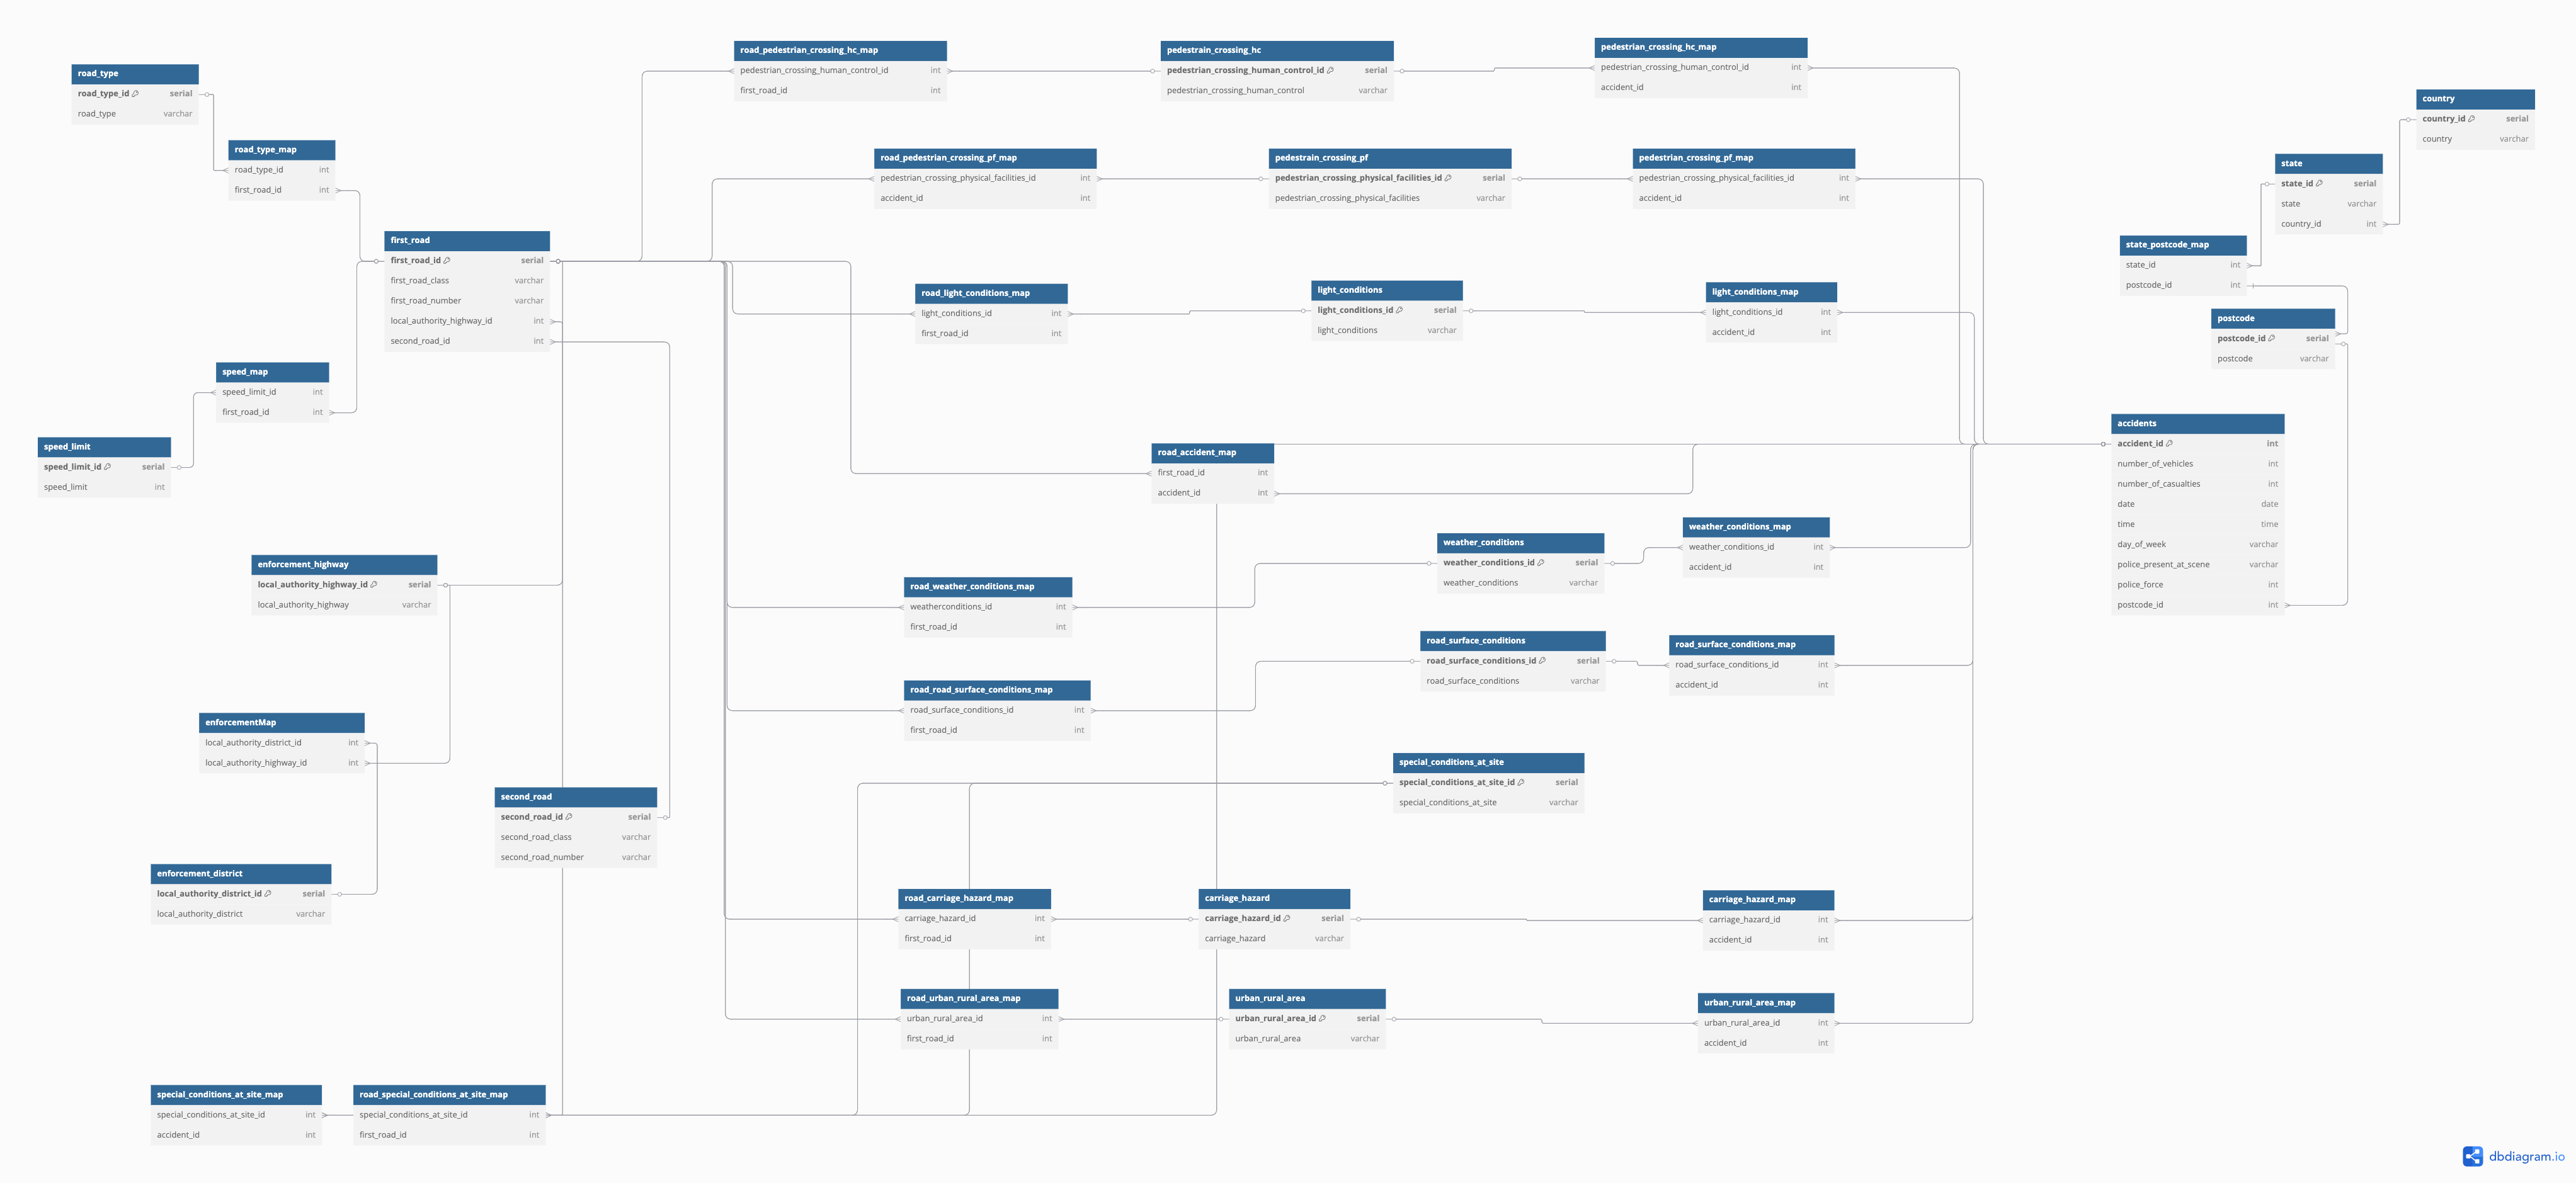 road_type
road_type_id serial
road_type varchar
road_type_map
road_type_id int
first_road_id int
first_road
first_road_id serial
first_road_class varchar
first_road_number varchar
local_authority_highway_id int
second_road_id int
speed_map
speed_limit_id int
first_road_id int
speed_limit
speed_limit_id serial
speed_limit int
enforcement_highway
local_authority_highway_id serial
local_authority_highway varchar
enforcementMap
local_authority_district_id int
local_authority_highway_id int
second_road
second_road_id serial
second_road_class varchar
second_road_number varchar
enforcement_district
local_authority_district_id serial
local_authority_district varchar
special_conditions_at_site_map
special_conditions_at_site_id int
accident_id int
road_special_conditions_at_site_map
special_conditions_at_site_id int
first_road_id int
road_pedestrian_crossing_hc_map
pedestrian_crossing_human_control_id int
first_road_id int
pedestrain_crossing_hc
pedestrian_crossing_human_control_id serial
pedestrian_crossing_human_control varchar
pedestrian_crossing_hc_map
pedestrian_crossing_human_control_id int
accident_id int
road_pedestrian_crossing_pf_map
pedestrian_crossing_physical_facilities_id int
accident_id int
pedestrain_crossing_pf
pedestrian_crossing_physical_facilities_id serial
pedestrian_crossing_physical_facilities varchar
pedestrian_crossing_pf_map
pedestrian_crossing_physical_facilities_id int
accident_id int
road_light_conditions_map
light_conditions_id int
first_road_id int
light_conditions
light_conditions_id serial
light_conditions varchar
light_conditions_map
light_conditions_id int
accident_id int
road_accident_map
first_road_id int
accident_id int
road_weather_conditions_map
weatherconditions_id int
first_road_id int
weather_conditions
weather_conditions_id serial
weather_conditions varchar
weather_conditions_map
weather_conditions_id int
accident_id int
road_road_surface_conditions_map
road_surface_conditions_id int
first_road_id int
road_surface_conditions
road_surface_conditions_id serial
road_surface_conditions varchar
road_surface_conditions_map
road_surface_conditions_id int
accident_id int
special_conditions_at_site
special_conditions_at_site_id serial
special_conditions_at_site varchar
road_carriage_hazard_map
carriage_hazard_id int
first_road_id int
carriage_hazard
carriage_hazard_id serial
carriage_hazard varchar
carriage_hazard_map
carriage_hazard_id int
accident_id int
road_urban_rural_area_map
urban_rural_area_id int
first_road_id int
urban_rural_area
urban_rural_area_id serial
urban_rural_area varchar
urban_rural_area_map
urban_rural_area_id int
accident_id int
country
country_id serial
country varchar
state
state_id serial
state varchar
country_id int
state_postcode_map
state_id int
postcode_id int
postcode
postcode_id serial
postcode varchar
accidents
accident_id int
number_of_vehicles int
number_of_casualties int
date date
time time
day_of_week varchar
police_present_at_scene varchar
police_force int
postcode_id int
dbdiagram.io